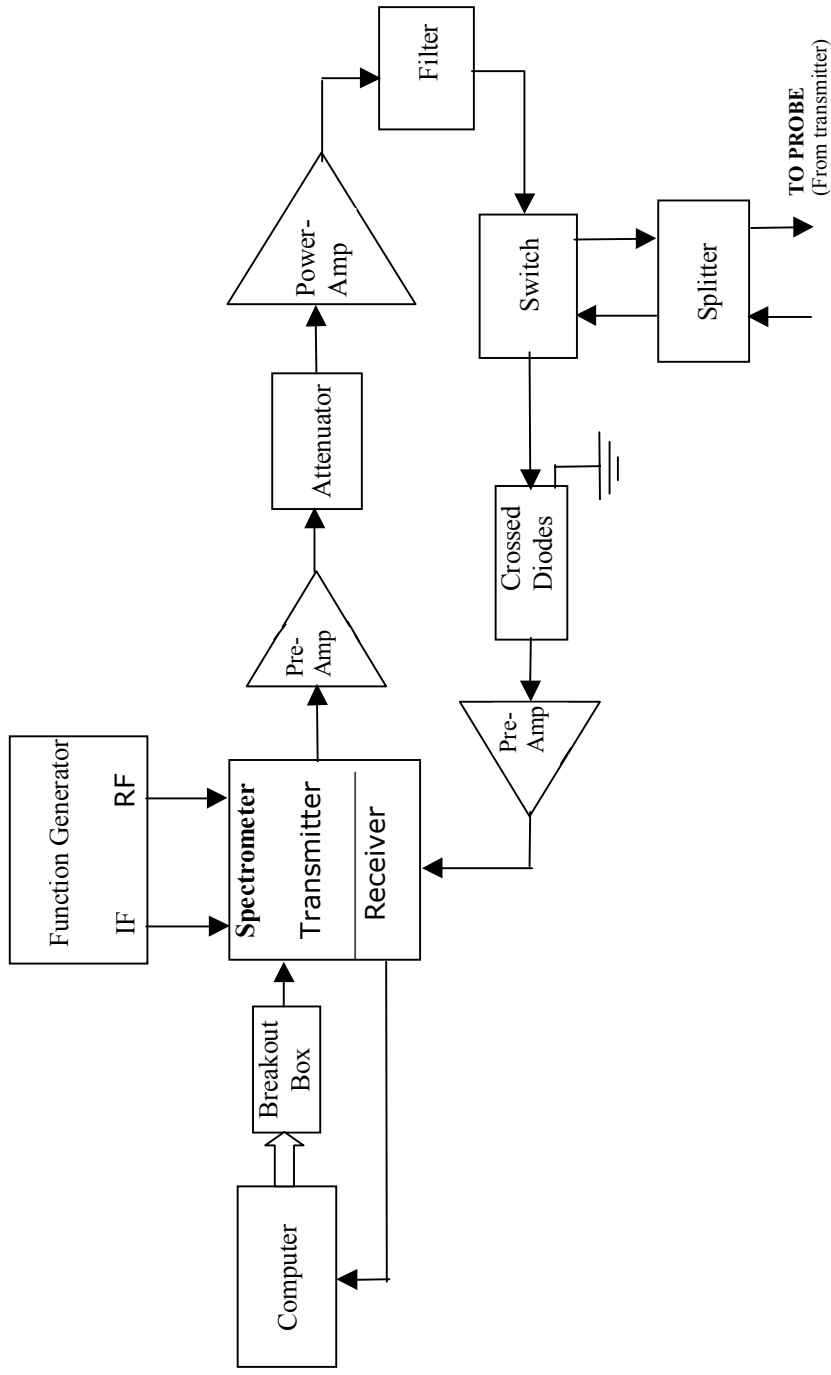 Function Generator
IF
RF
Computer
Breakout
Box
Spectrometer
Transmitter
Receiver
Pre-
Amp
Attenuator
Power-
Amp
Filter
Pre-
Amp
Crossed
Diodes
Switch
Splitter
TO PROBE
(From transmitter)